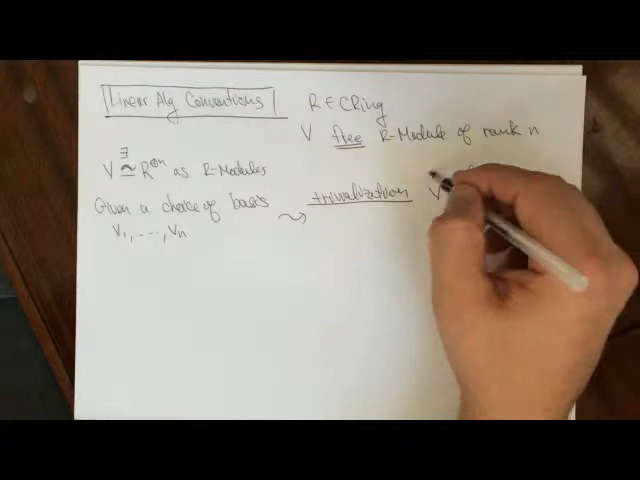 Linear Alg Conventions
R ∈ CRing
V free R-Module of rank n
∃
V ≅ R^⊕n as R-Modules
Given a choice of basis
v₁, ..., vₙ
⇝ trivialization V